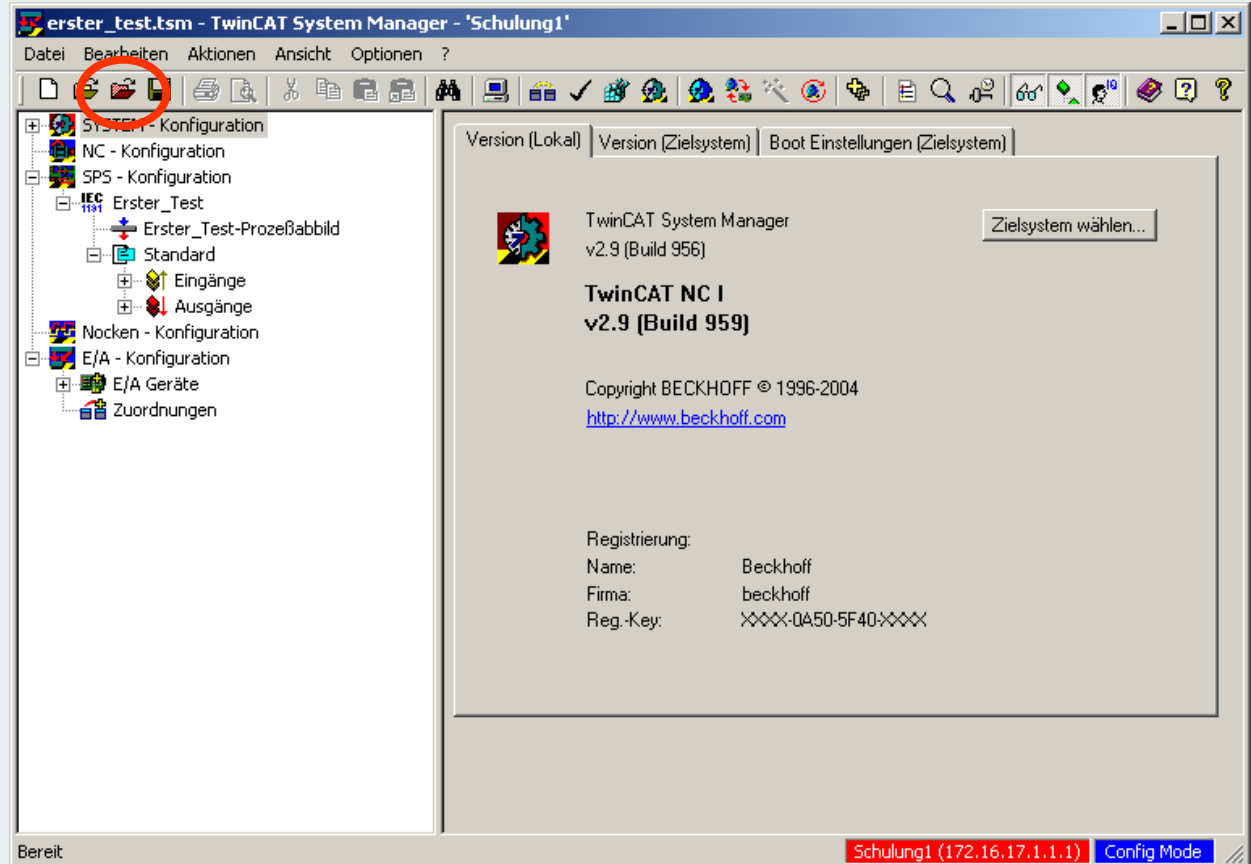 erster_test.tsm - TwinCAT System Manager - 'Schulung1'
Datei Bearbeiten Aktionen Ansicht Optionen ?
SYSTEM - Konfiguration
NC - Konfiguration
SPS - Konfiguration
IEC 1131 Erster_Test
Erster_Test-Prozeßabbild
Standard
Eingänge
Ausgänge
Nocken - Konfiguration
E/A - Konfiguration
E/A Geräte
Zuordnungen
Version (Lokal) Version (Zielsystem) Boot Einstellungen (Zielsystem)
TwinCAT System Manager
v2.9 (Build 956)
Zielsystem wählen...
TwinCAT NC I
v2.9 (Build 959)
Copyright BECKHOFF © 1996-2004
http://www.beckhoff.com
Registrierung:
Name: Beckhoff
Firma: beckhoff
Reg.-Key: XXXX-0A50-5F40-XXXX
Bereit
Schulung1 (172.16.17.1.1.1) Config Mode